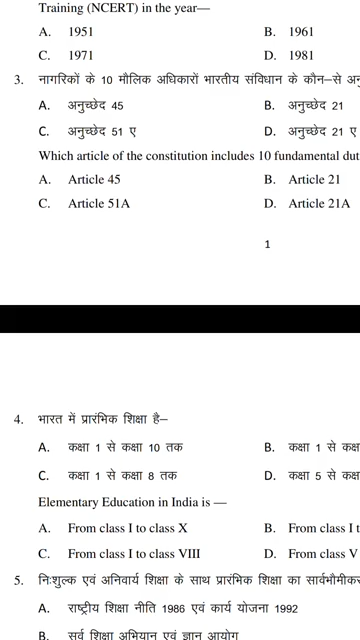 Training (NCERT) in the year—
A. 1951 B. 1961
C. 1971 D. 1981
3. नागरिकों के 10 मौलिक अधिकारों भारतीय संविधान के कौन–से
A. अनुच्छेद 45 B. अनुच्छेद 21
C. अनुच्छेद 51 ए D. अनुच्छेद 21 ए
Which article of the constitution includes 10 fundamental
A. Article 45 B. Article 21
C. Article 51A D. Article 21A
1
4. भारत में प्रारंभिक शिक्षा है–
A. कक्षा 1 से कक्षा 10 तक B. कक्षा 1 से
C. कक्षा 1 से कक्षा 8 तक D. कक्षा 5 से
Elementary Education in India is —
A. From class I to class X B. From class I
C. From class I to class VIII D. From class V
5. निःशुल्क एवं अनिवार्य शिक्षा के साथ प्रारंभिक शिक्षा का
A. राष्ट्रीय शिक्षा नीति 1986 एवं कार्य योजना 1992
B. सर्व शिक्षा अभियान एवं ज्ञान आयोग